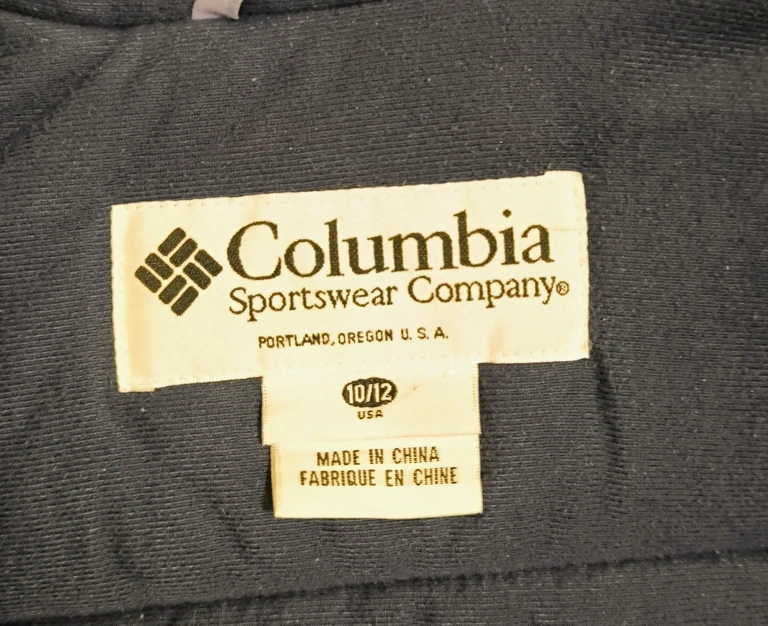 Columbia
Sportswear Company®
PORTLAND, OREGON U. S. A.
10/12
USA
MADE IN CHINA
FABRIQUE EN CHINE